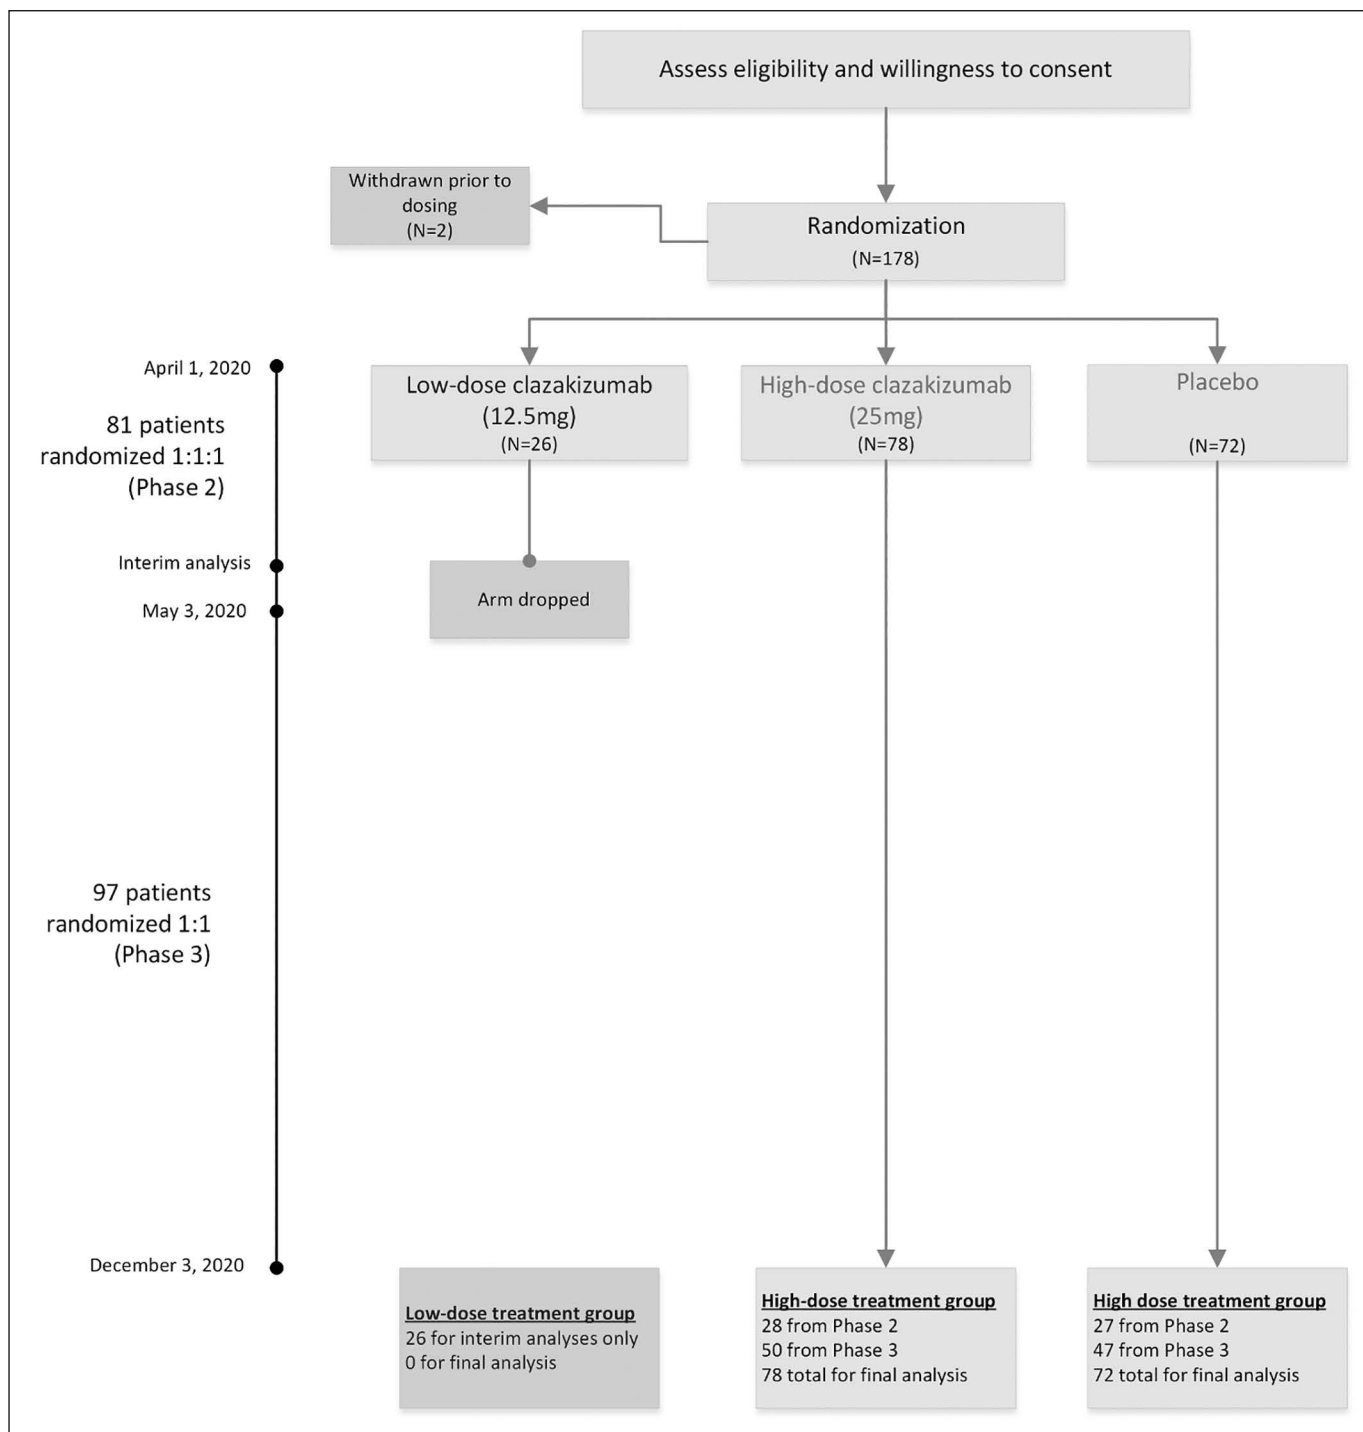 Assess eligibility and willingness to consent
Withdrawn prior to
dosing
(N=2)
Randomization
(N=178)
April 1, 2020
81 patients
randomized 1:1:1
(Phase 2)
Interim analysis
May 3, 2020
97 patients
randomized 1:1
(Phase 3)
December 3, 2020
Low-dose clazakizumab
(12.5mg)
(N=26)
High-dose clazakizumab
(25mg)
(N=78)
Placebo
(N=72)
Arm dropped
Low-dose treatment group
26 for interim analyses only
0 for final analysis
High-dose treatment group
28 from Phase 2
50 from Phase 3
78 total for final analysis
High dose treatment group
27 from Phase 2
47 from Phase 3
72 total for final analysis